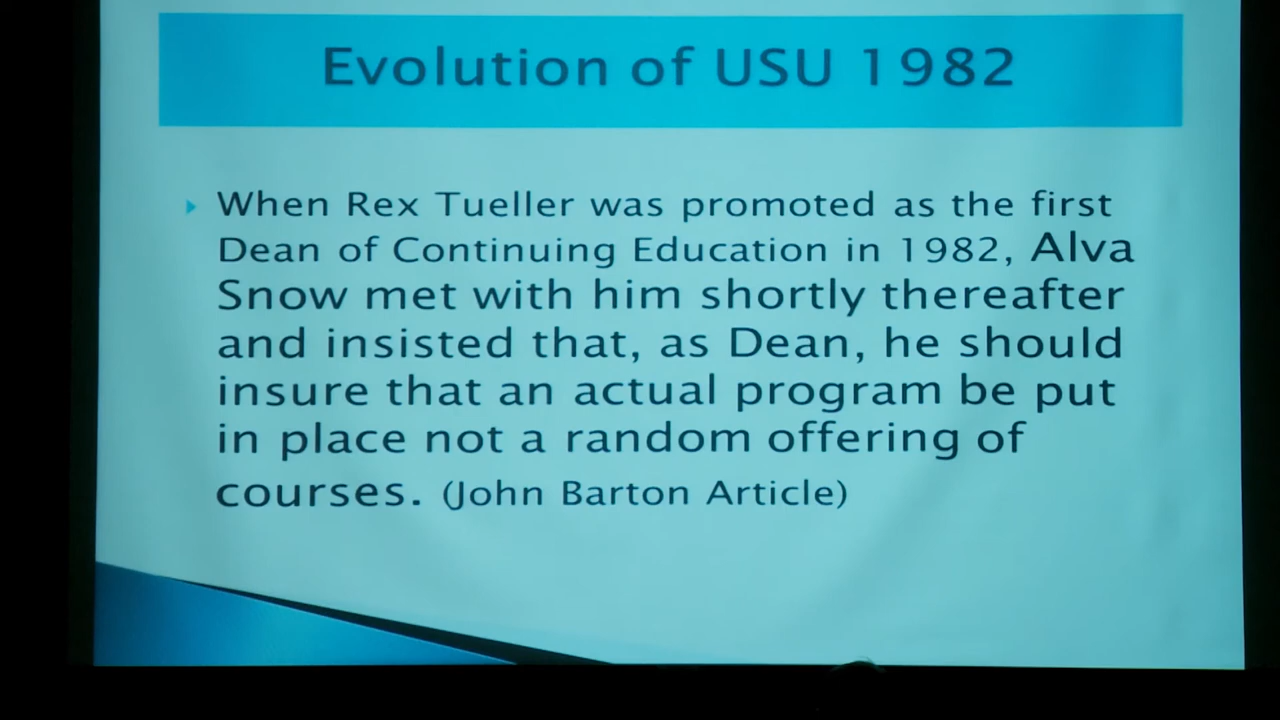 Evolution of USU 1982
When Rex Tueller was promoted as the first
Dean of Continuing Education in 1982, Alva
Snow met with him shortly thereafter
and insisted that, as Dean, he should
insure that an actual program be put
in place not a random offering of
courses. (John Barton Article)